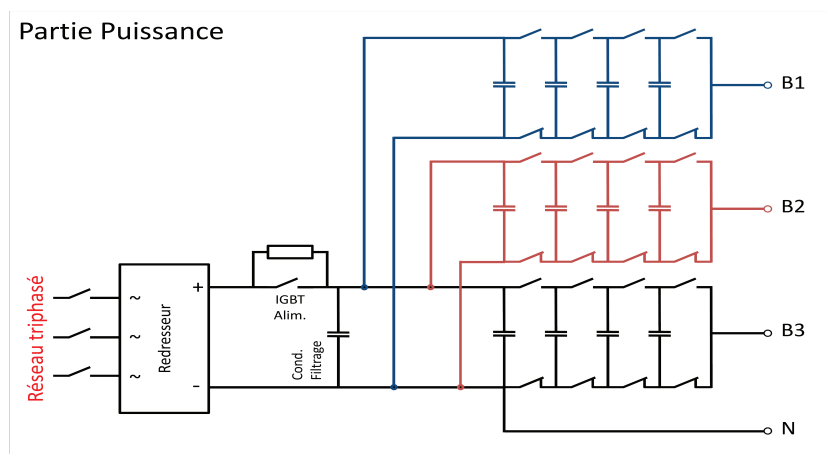 Partie Puissance
B1
B2
B3
N
Réseau triphasé
~
~
~
Redresseur
+
-
IGBT
Alim.
Cond.
Filtrage